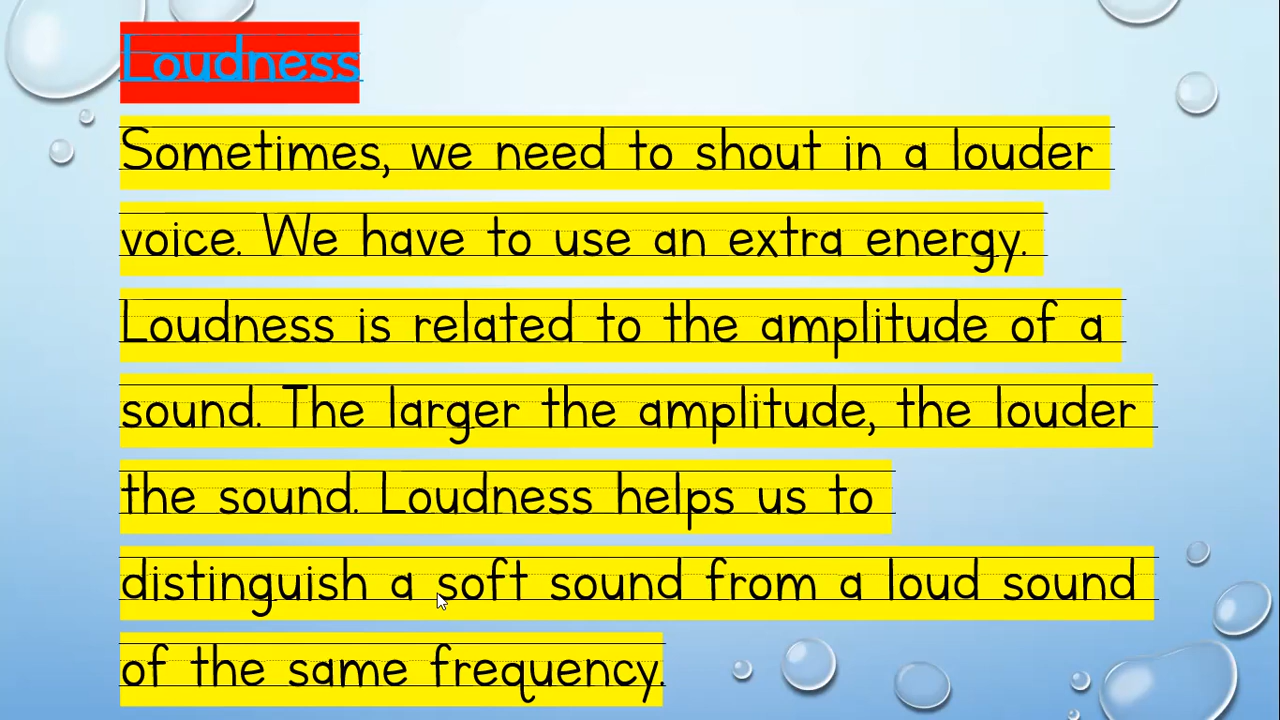 Loudness
Sometimes, we need to shout in a louder
voice. We have to use an extra energy.
Loudness is related to the amplitude of a
sound. The larger the amplitude, the louder
the sound. Loudness helps us to
distinguish a soft sound from a loud sound
of the same frequency.